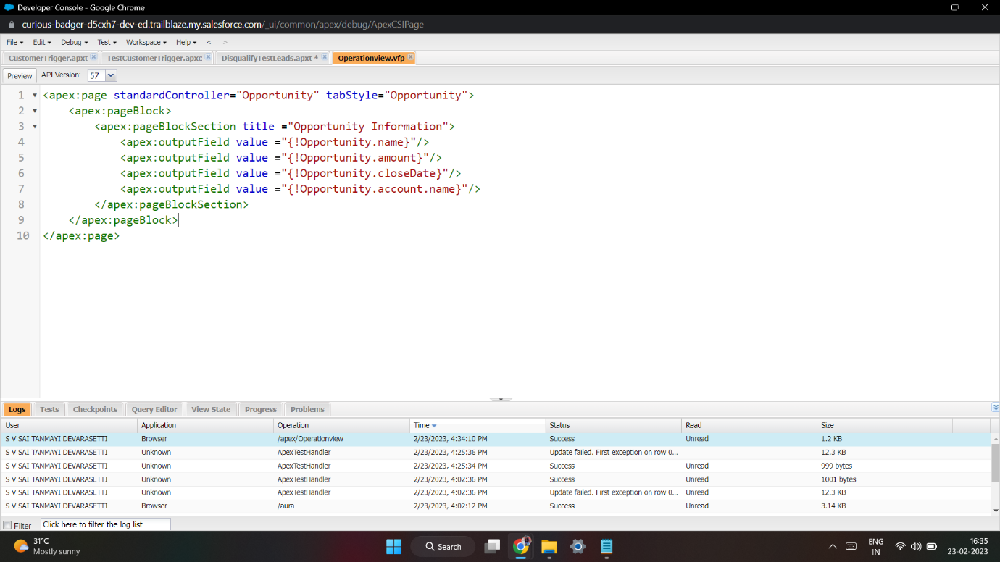 Developer Console - Google Chrome
curious-badger-d5cxh7-dev-ed.trailblaze.my.salesforce.com/_ui/common/apex/debug/ApexCSIPage
File Edit Debug Test Workspace Help < >
CustomerTrigger.apxt TestCustomerTrigger.apxc DisqualifyTestLeads.apxt * Operationview.vfp
Preview API Version: 57
1 <apex:page standardController="Opportunity" tabStyle="Opportunity">
2 <apex:pageBlock>
3 <apex:pageBlockSection title ="Opportunity Information">
4 <apex:outputField value ="{!Opportunity.name}"/>
5 <apex:outputField value ="{!Opportunity.amount}"/>
6 <apex:outputField value ="{!Opportunity.closeDate}"/>
7 <apex:outputField value ="{!Opportunity.account.name}"/>
8 </apex:pageBlockSection>
9 </apex:pageBlock>
10 </apex:page>
Logs Tests Checkpoints Query Editor View State Progress Problems
User Application Operation Time Status Read Size
S V SAI TANMAYI DEVARASETTI Browser /apex/Operationview 2/23/2023, 4:34:10 PM Success Unread 1.2 KB
S V SAI TANMAYI DEVARASETTI Unknown ApexTestHandler 2/23/2023, 4:25:36 PM Update failed. First exception on row 0... 12.3 KB
S V SAI TANMAYI DEVARASETTI Unknown ApexTestHandler 2/23/2023, 4:25:34 PM Success Unread 999 bytes
S V SAI TANMAYI DEVARASETTI Unknown ApexTestHandler 2/23/2023, 4:02:36 PM Success Unread 1001 bytes
S V SAI TANMAYI DEVARASETTI Unknown ApexTestHandler 2/23/2023, 4:02:36 PM Update failed. First exception on row 0... Unread 12.3 KB
S V SAI TANMAYI DEVARASETTI Browser /aura 2/23/2023, 4:02:12 PM Success Unread 3.14 KB
Filter Click here to filter the log list
31°C
Mostly sunny
Search
ENG
IN
16:35
23-02-2023